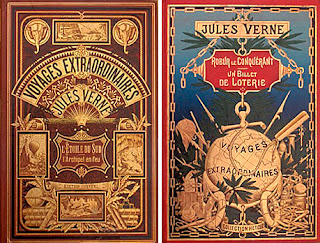 VOYAGES EXTRAORDINAIRES
JULES VERNE
L'ÉTOILE DU SUD
L'Archipel en Feu
JULES VERNE
ROBUR LE CONQUÉRANT
UN BILLET
DE LOTERIE
VOYAGES
EXTRAORDINAIRES
COLLECTION HETZEL